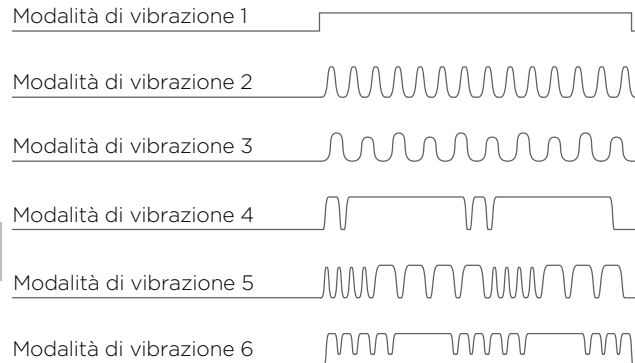 Modalità di vibrazione 1
Modalità di vibrazione 2
Modalità di vibrazione 3
Modalità di vibrazione 4
Modalità di vibrazione 5
Modalità di vibrazione 6